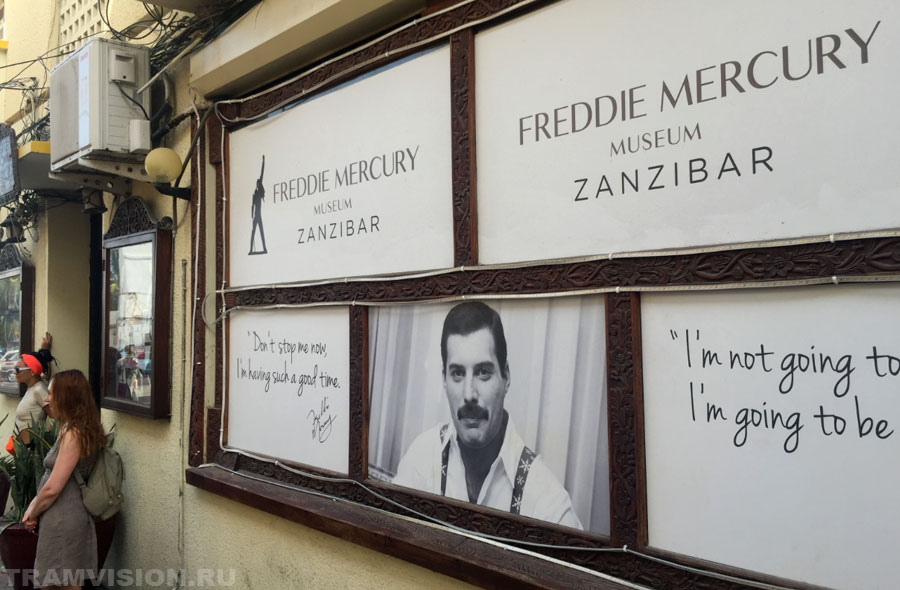 FREDDIE MERCURY
MUSEUM
ZANZIBAR
FREDDIE MERCURY
MUSEUM
ZANZIBAR
"Don't stop me now,
I'm having such a good time.
"I'm not going to
I'm going to be
TRAMVISION.RU